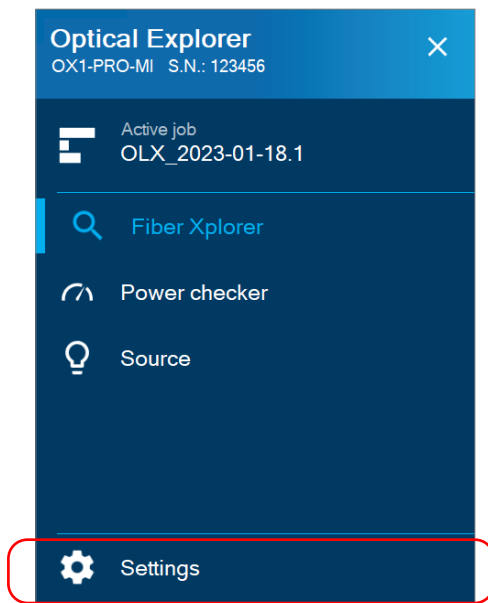 Optical Explorer
OX1-PRO-MI S.N.: 123456
Active job
OLX_2023-01-18.1
Fiber Xplorer
Power checker
Source
Settings